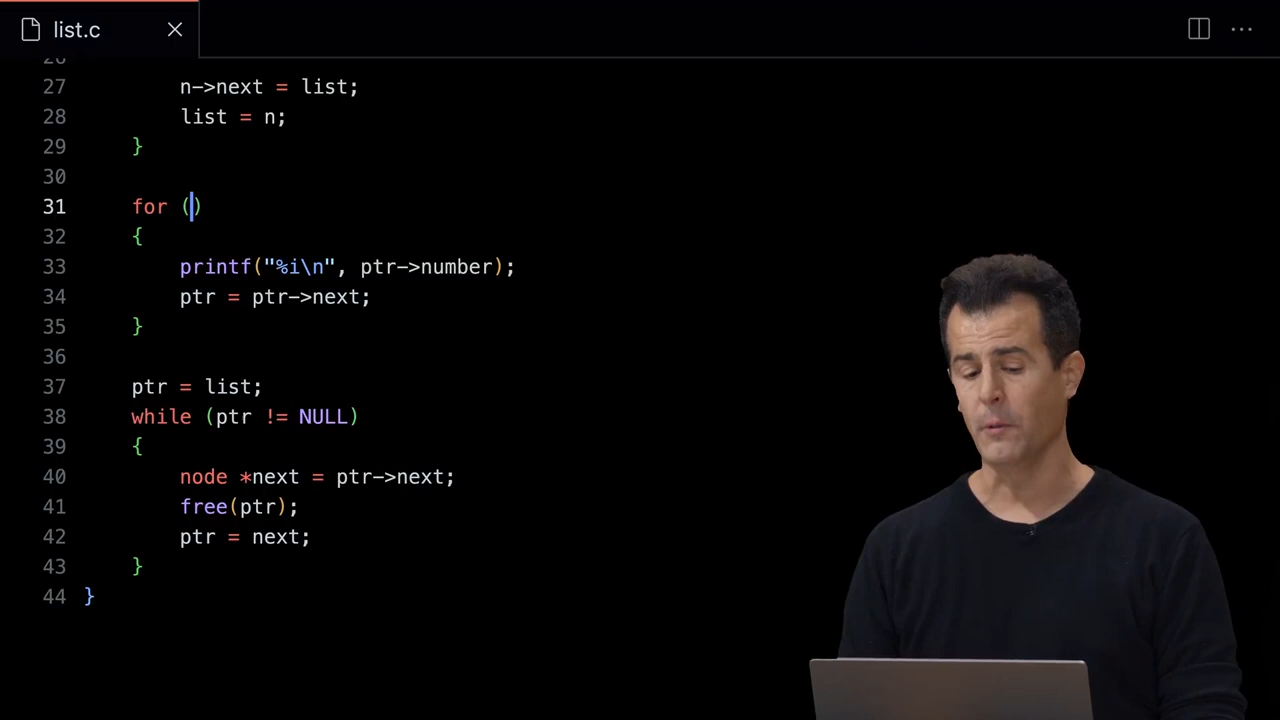 list.c
26
27 n->next = list;
28 list = n;
29 }
30
31 for ()
32 {
33 printf("%i\n", ptr->number);
34 ptr = ptr->next;
35 }
36
37 ptr = list;
38 while (ptr != NULL)
39 {
40 node *next = ptr->next;
41 free(ptr);
42 ptr = next;
43 }
44 }